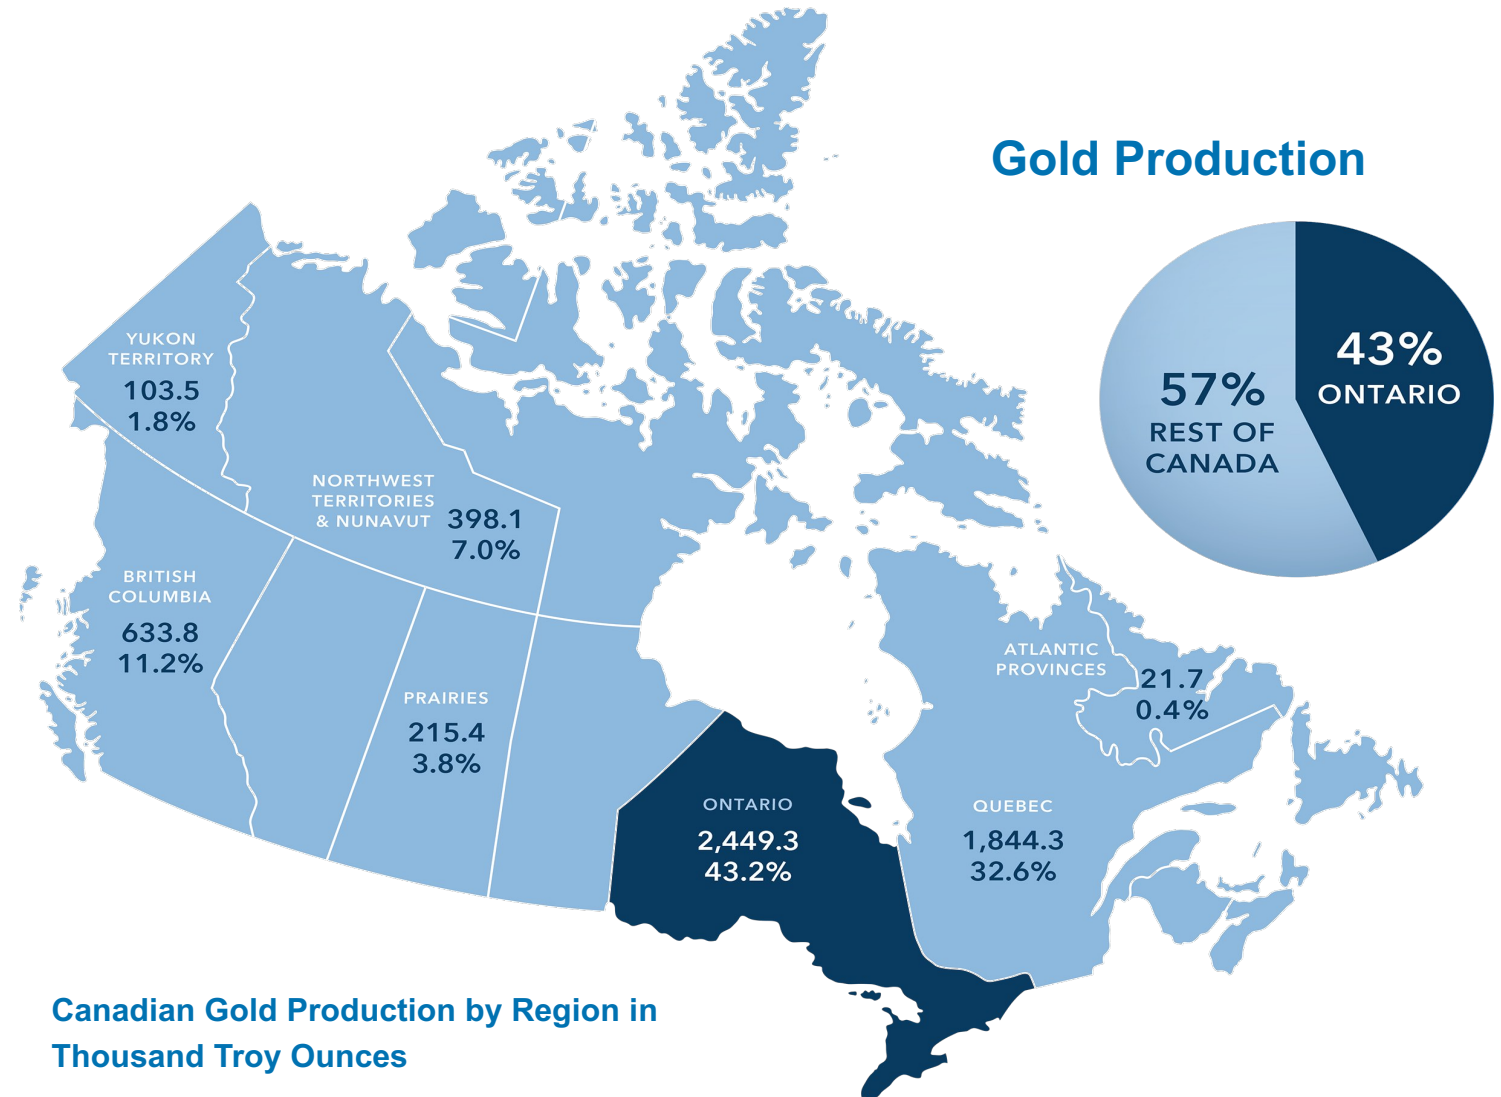 Gold Production
43%
ONTARIO
57%
REST OF
CANADA
YUKON
TERRITORY
103.5
1.8%
NORTHWEST
TERRITORIES
& NUNAVUT
398.1
7.0%
BRITISH
COLUMBIA
633.8
11.2%
PRAIRIES
215.4
3.8%
ONTARIO
2,449.3
43.2%
QUEBEC
1,844.3
32.6%
ATLANTIC
PROVINCES
21.7
0.4%
Canadian Gold Production by Region in
Thousand Troy Ounces